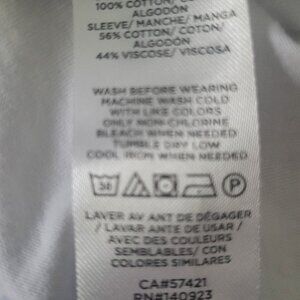 100% COTTON/
ALGODÓN
SLEEVE/ MANCHE/ MANGA
56% COTTON/ COTON/
ALGODÓN
44% VISCOSE/ VISCOSA
WASH BEFORE WEARING
MACHINE WASH COLD
WITH LIKE COLORS
ONLY NON-CHLORINE
BLEACH WHEN NEEDED
TUMBLE DRY LOW
COOL IRON WHEN NEEDED
LAVER AV ANT DE DÉGAGER
/ LAVAR ANTE DE USAR /
AVEC DES COULEURS
SEMBLABLES/ CON
COLORES SIMILARES
CA#57421
RN#140923